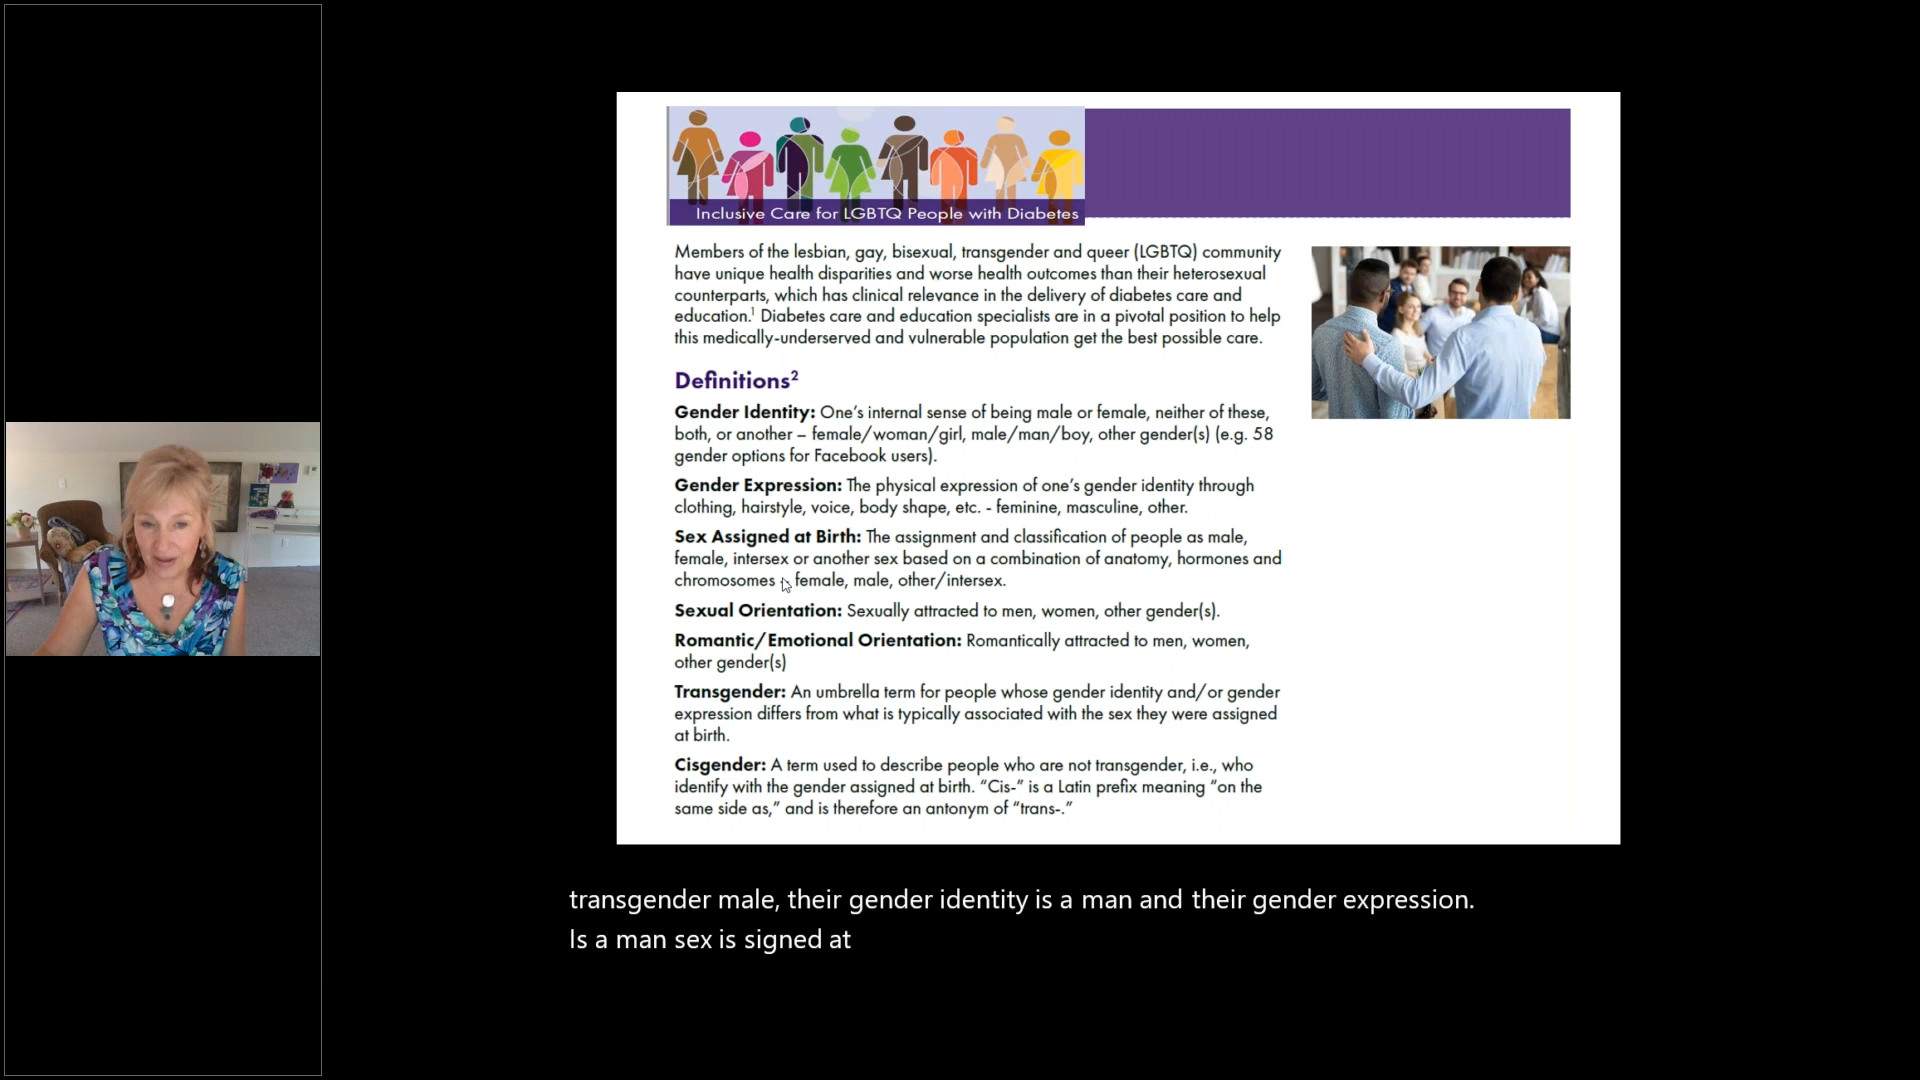 Inclusive Care for LGBTQ People with Diabetes
Members of the lesbian, gay, bisexual, transgender and queer (LGBTQ) community
have unique health disparities and worse health outcomes than their heterosexual
counterparts, which has clinical relevance in the delivery of diabetes care and
education.¹ Diabetes care and education specialists are in a pivotal position to help
this medically-underserved and vulnerable population get the best possible care.
Definitions²
Gender Identity: One’s internal sense of being male or female, neither of these,
both, or another – female/woman/girl, male/man/boy, other gender(s) (e.g. 58
gender options for Facebook users).
Gender Expression: The physical expression of one’s gender identity through
clothing, hairstyle, voice, body shape, etc. - feminine, masculine, other.
Sex Assigned at Birth: The assignment and classification of people as male,
female, intersex or another sex based on a combination of anatomy, hormones and
chromosomes - female, male, other/intersex.
Sexual Orientation: Sexually attracted to men, women, other gender(s).
Romantic/Emotional Orientation: Romantically attracted to men, women,
other gender(s)
Transgender: An umbrella term for people whose gender identity and/or gender
expression differs from what is typically associated with the sex they were assigned
at birth.
Cisgender: A term used to describe people who are not transgender, i.e., who
identify with the gender assigned at birth. “Cis-” is a Latin prefix meaning “on the
same side as,” and is therefore an antonym of “trans-.”
transgender male, their gender identity is a man and their gender expression.
Is a man sex is signed at